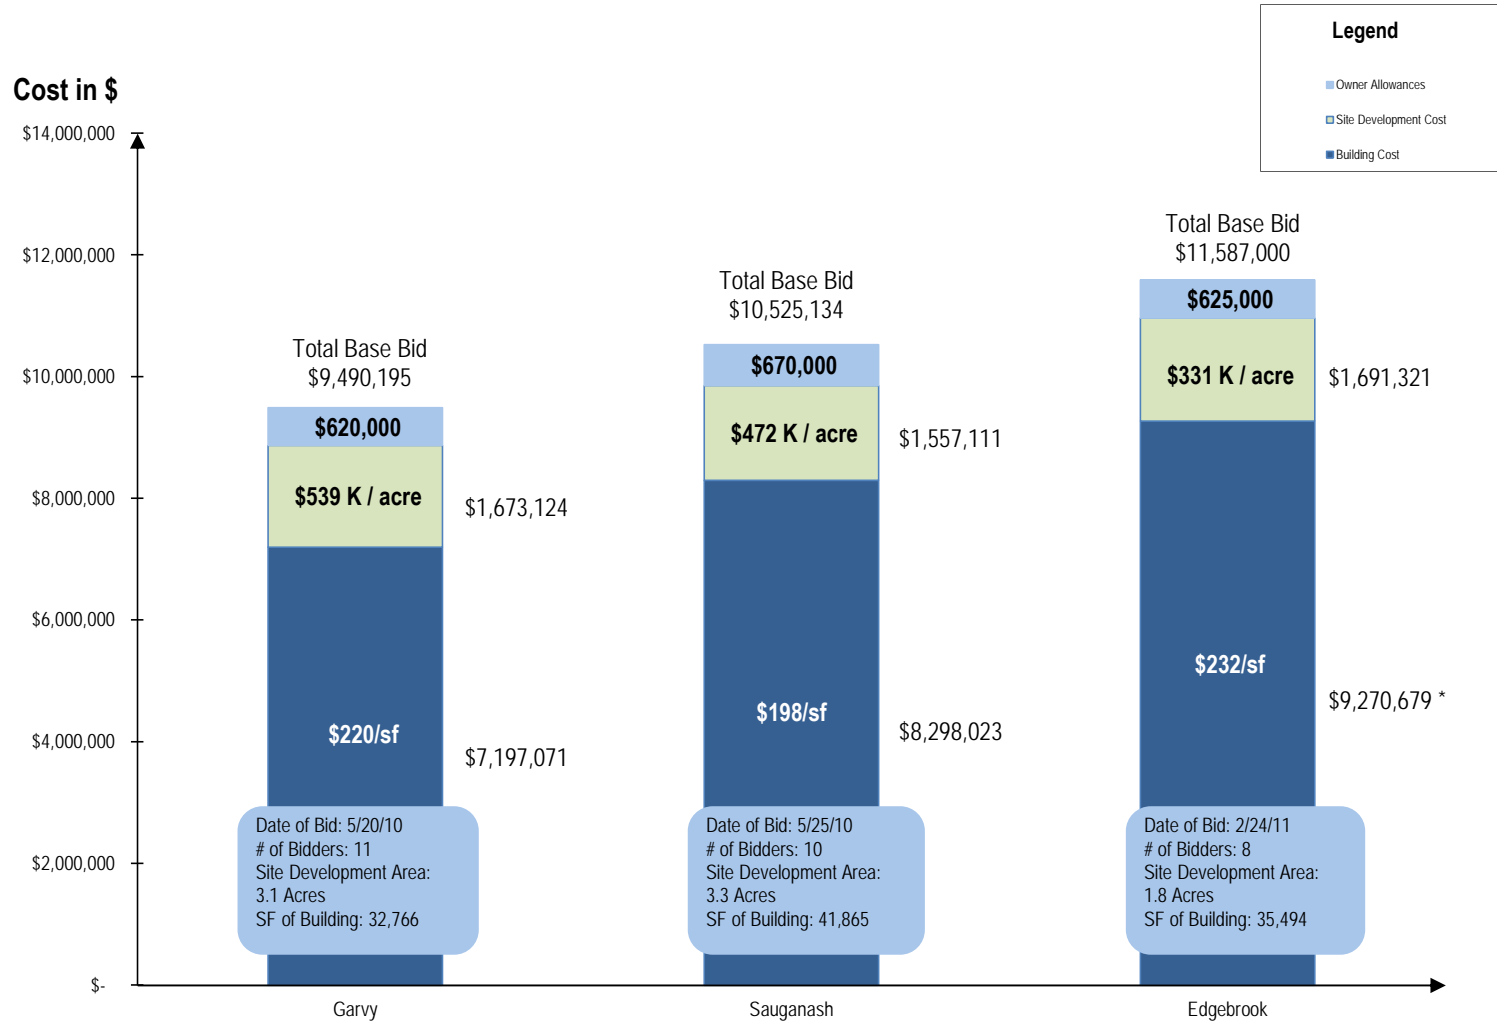 Legend
Owner Allowances
Site Development Cost
Building Cost
Cost in $
$14,000,000
$12,000,000
$10,000,000
$8,000,000
$6,000,000
$4,000,000
$2,000,000
$-
Total Base Bid
$9,490,195
$620,000
$539 K / acre
$1,673,124
$220/sf
$7,197,071
Date of Bid: 5/20/10
# of Bidders: 11
Site Development Area:
3.1 Acres
SF of Building: 32,766
Garvy
Total Base Bid
$10,525,134
$670,000
$472 K / acre
$1,557,111
$198/sf
$8,298,023
Date of Bid: 5/25/10
# of Bidders: 10
Site Development Area:
3.3 Acres
SF of Building: 41,865
Sauganash
Total Base Bid
$11,587,000
$625,000
$331 K / acre
$1,691,321
$232/sf
$9,270,679 *
Date of Bid: 2/24/11
# of Bidders: 8
Site Development Area:
1.8 Acres
SF of Building: 35,494
Edgebrook